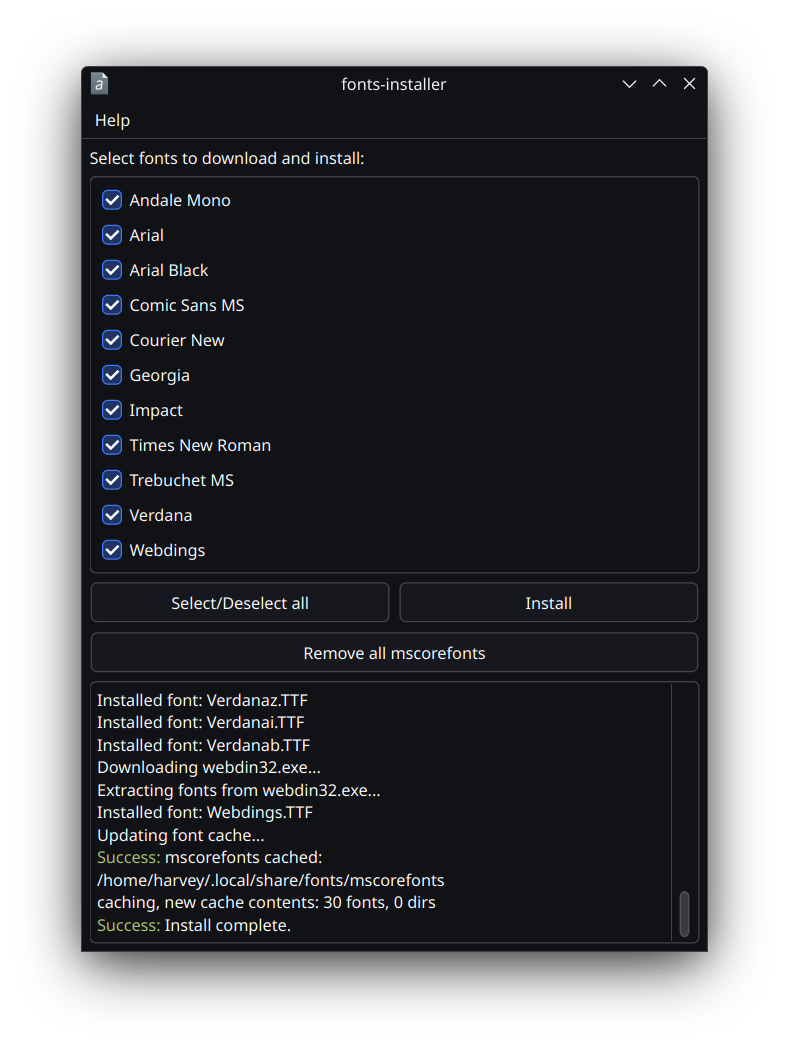 a
fonts-installer
Help
Select fonts to download and install:
Andale Mono
Arial
Arial Black
Comic Sans MS
Courier New
Georgia
Impact
Times New Roman
Trebuchet MS
Verdana
Webdings
Select/Deselect all
Install
Remove all mscorefonts
Installed font: Verdanaz.TTF
Installed font: Verdanai.TTF
Installed font: Verdanab.TTF
Downloading webdin32.exe...
Extracting fonts from webdin32.exe...
Installed font: Webdings.TTF
Updating font cache...
Success: mscorefonts cached:
/home/harvey/.local/share/fonts/mscorefonts
caching, new cache contents: 30 fonts, 0 dirs
Success: Install complete.